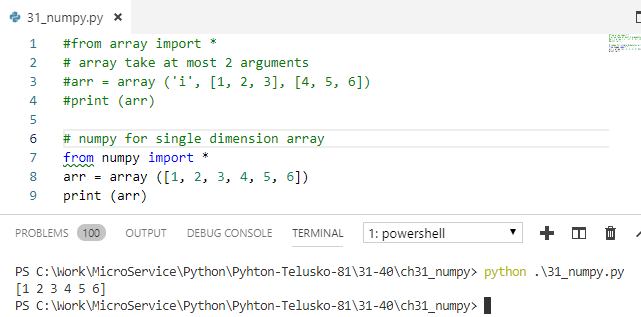 31_numpy.py ×
1 #from array import *
2 # array take at most 2 arguments
3 #arr = array ('i', [1, 2, 3], [4, 5, 6])
4 #print (arr)
5
6 # numpy for single dimension array
7 from numpy import *
8 arr = array ([1, 2, 3, 4, 5, 6])
9 print (arr)
PROBLEMS 100 OUTPUT DEBUG CONSOLE TERMINAL 1: powershell
PS C:\Work\MicroService\Python\Pyhton-Telusko-81\31-40\ch31_numpy> python .\31_numpy.py
[1 2 3 4 5 6]
PS C:\Work\MicroService\Python\Pyhton-Telusko-81\31-40\ch31_numpy>